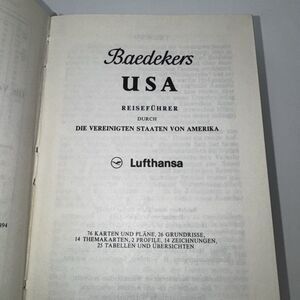 Baedekers
USA
REISEFÜHRER
DURCH
DIE VEREINIGTEN STAATEN VON AMERIKA
Lufthansa
76 KARTEN UND PLÄNE, 26 GRUNDRISSE,
14 THEMAKARTEN, 2 PROFILE, 14 ZEICHNUNGEN,
25 TABELLEN UND ÜBERSICHTEN